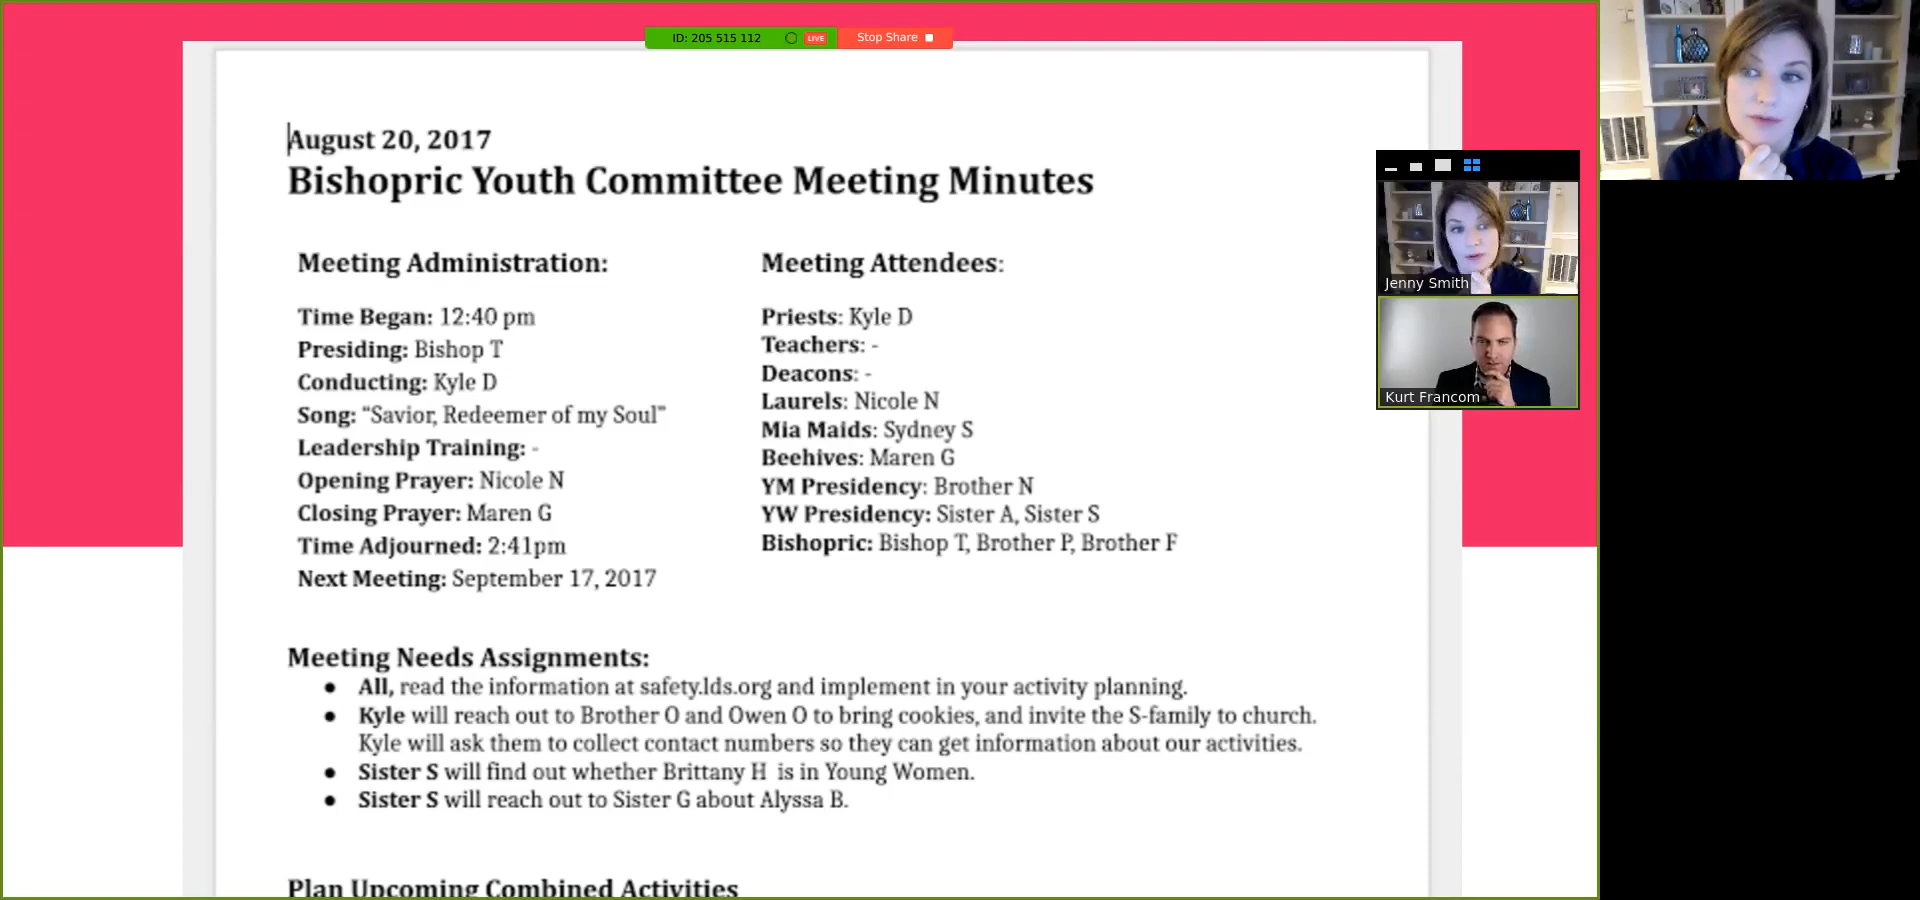 ID: 205 515 112 LIVE Stop Share
August 20, 2017
Bishopric Youth Committee Meeting Minutes
Meeting Administration:
Time Began: 12:40 pm
Presiding: Bishop T
Conducting: Kyle D
Song: “Savior, Redeemer of my Soul”
Leadership Training: -
Opening Prayer: Nicole N
Closing Prayer: Maren G
Time Adjourned: 2:41pm
Next Meeting: September 17, 2017
Meeting Attendees:
Priests: Kyle D
Teachers: -
Deacons: -
Laurels: Nicole N
Mia Maids: Sydney S
Beehives: Maren G
YM Presidency: Brother N
YW Presidency: Sister A, Sister S
Bishopric: Bishop T, Brother P, Brother F
Jenny Smith
Kurt Francom
Meeting Needs Assignments:
● All, read the information at safety.lds.org and implement in your activity planning.
● Kyle will reach out to Brother O and Owen O to bring cookies, and invite the S-family to church.
Kyle will ask them to collect contact numbers so they can get information about our activities.
● Sister S will find out whether Brittany H is in Young Women.
● Sister S will reach out to Sister G about Alyssa B.
Plan Upcoming Combined Activities